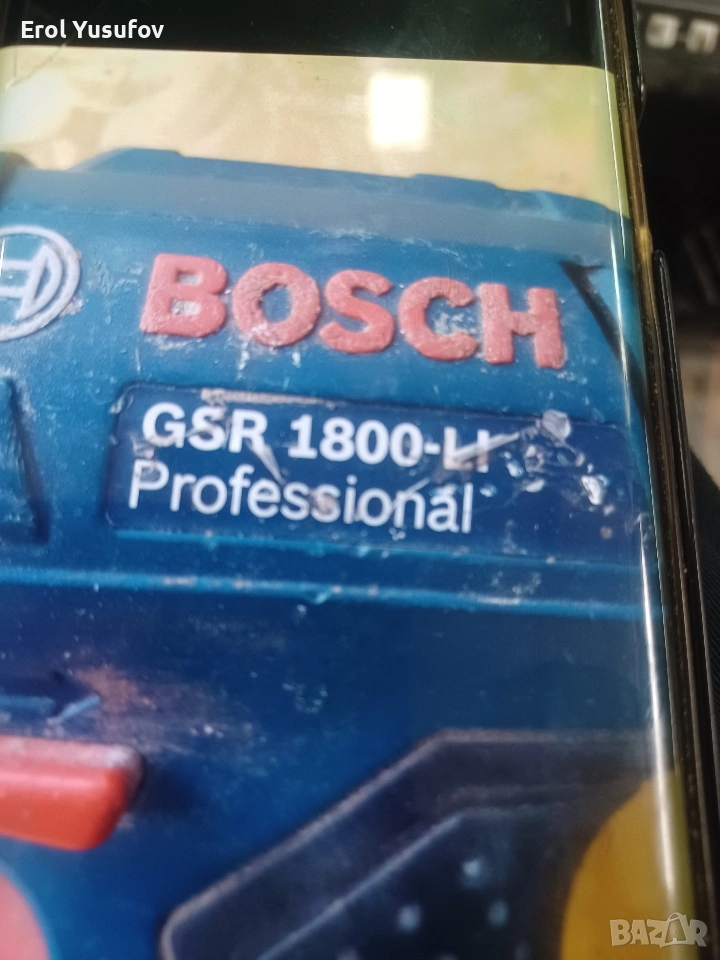 Erol Yusufov
BOSCH
GSR 1800-LI
Professional
BAZAR